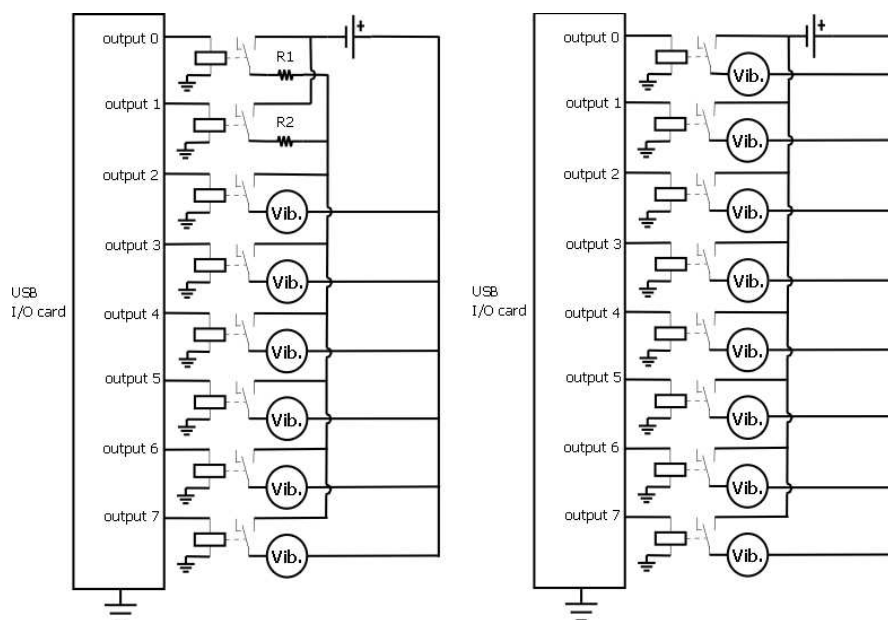 output 0
+
R1
output 1
R2
output 2
Vib.
output 3
Vib.
USB
I/O card
output 4
Vib.
output 5
Vib.
output 6
Vib.
output 7
Vib.
output 0
+
Vib.
output 1
Vib.
output 2
Vib.
output 3
Vib.
USB
I/O card
output 4
Vib.
output 5
Vib.
output 6
Vib.
output 7
Vib.